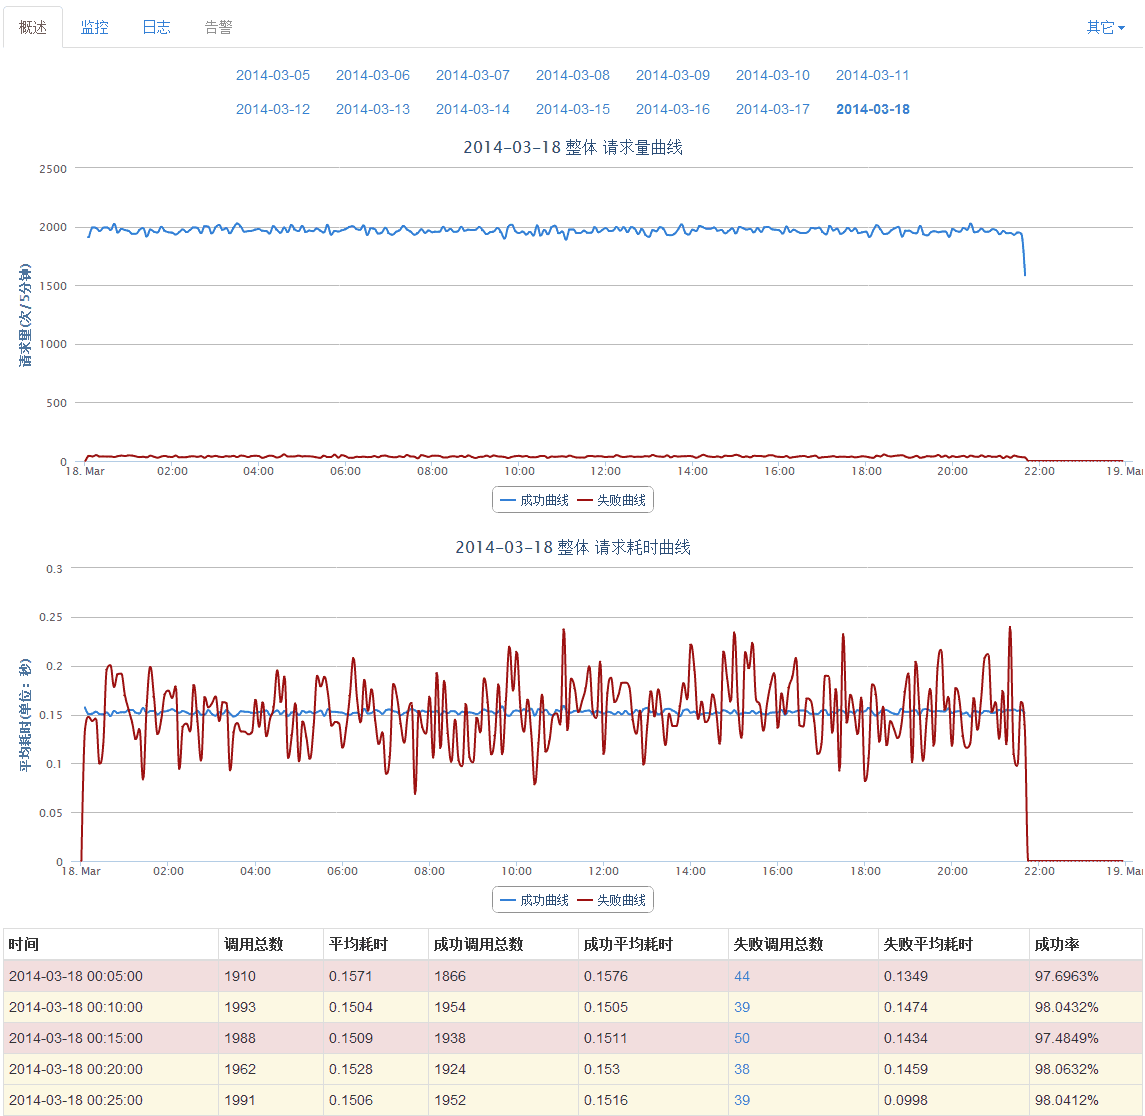 概述 监控 日志 告警 其它
2014-03-05 2014-03-06 2014-03-07 2014-03-08 2014-03-09 2014-03-10 2014-03-11
2014-03-12 2014-03-13 2014-03-14 2014-03-15 2014-03-16 2014-03-17 2014-03-18
2014-03-18 整体 请求量曲线
请求量(次/5分钟)
2500
2000
1500
1000
500
0
18. Mar 02:00 04:00 06:00 08:00 10:00 12:00 14:00 16:00 18:00 20:00 22:00 19. Mar
成功曲线 失败曲线
2014-03-18 整体 请求耗时曲线
平均耗时(单位：秒)
0.3
0.25
0.2
0.15
0.1
0.05
0
18. Mar 02:00 04:00 06:00 08:00 10:00 12:00 14:00 16:00 18:00 20:00 22:00 19. Mar
成功曲线 失败曲线
时间 调用总数 平均耗时 成功调用总数 成功平均耗时 失败调用总数 失败平均耗时 成功率
2014-03-18 00:05:00 1910 0.1571 1866 0.1576 44 0.1349 97.6963%
2014-03-18 00:10:00 1993 0.1504 1954 0.1505 39 0.1474 98.0432%
2014-03-18 00:15:00 1988 0.1509 1938 0.1511 50 0.1434 97.4849%
2014-03-18 00:20:00 1962 0.1528 1924 0.153 38 0.1459 98.0632%
2014-03-18 00:25:00 1991 0.1506 1952 0.1516 39 0.0998 98.0412%